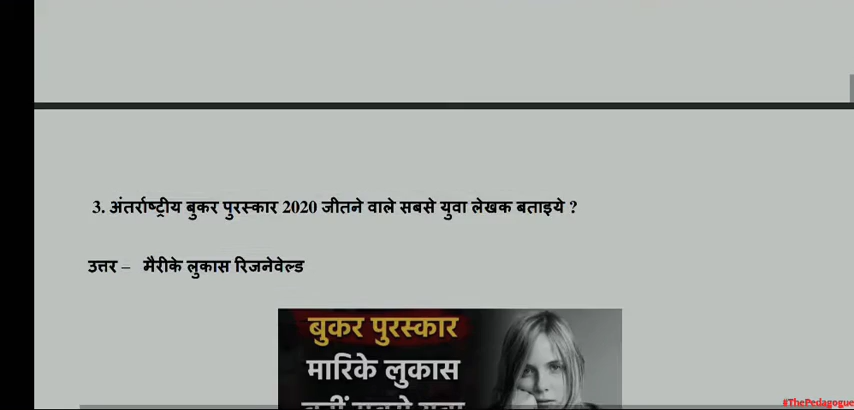 3. अंतर्राष्ट्रीय बुकर पुरस्कार 2020 जीतने वाले सबसे युवा लेखक बताइये ?
उत्तर – मैरीके लुकास रिजनेवेल्ड
बुकर पुरस्कार
मारिके लुकास
#ThePedagogue